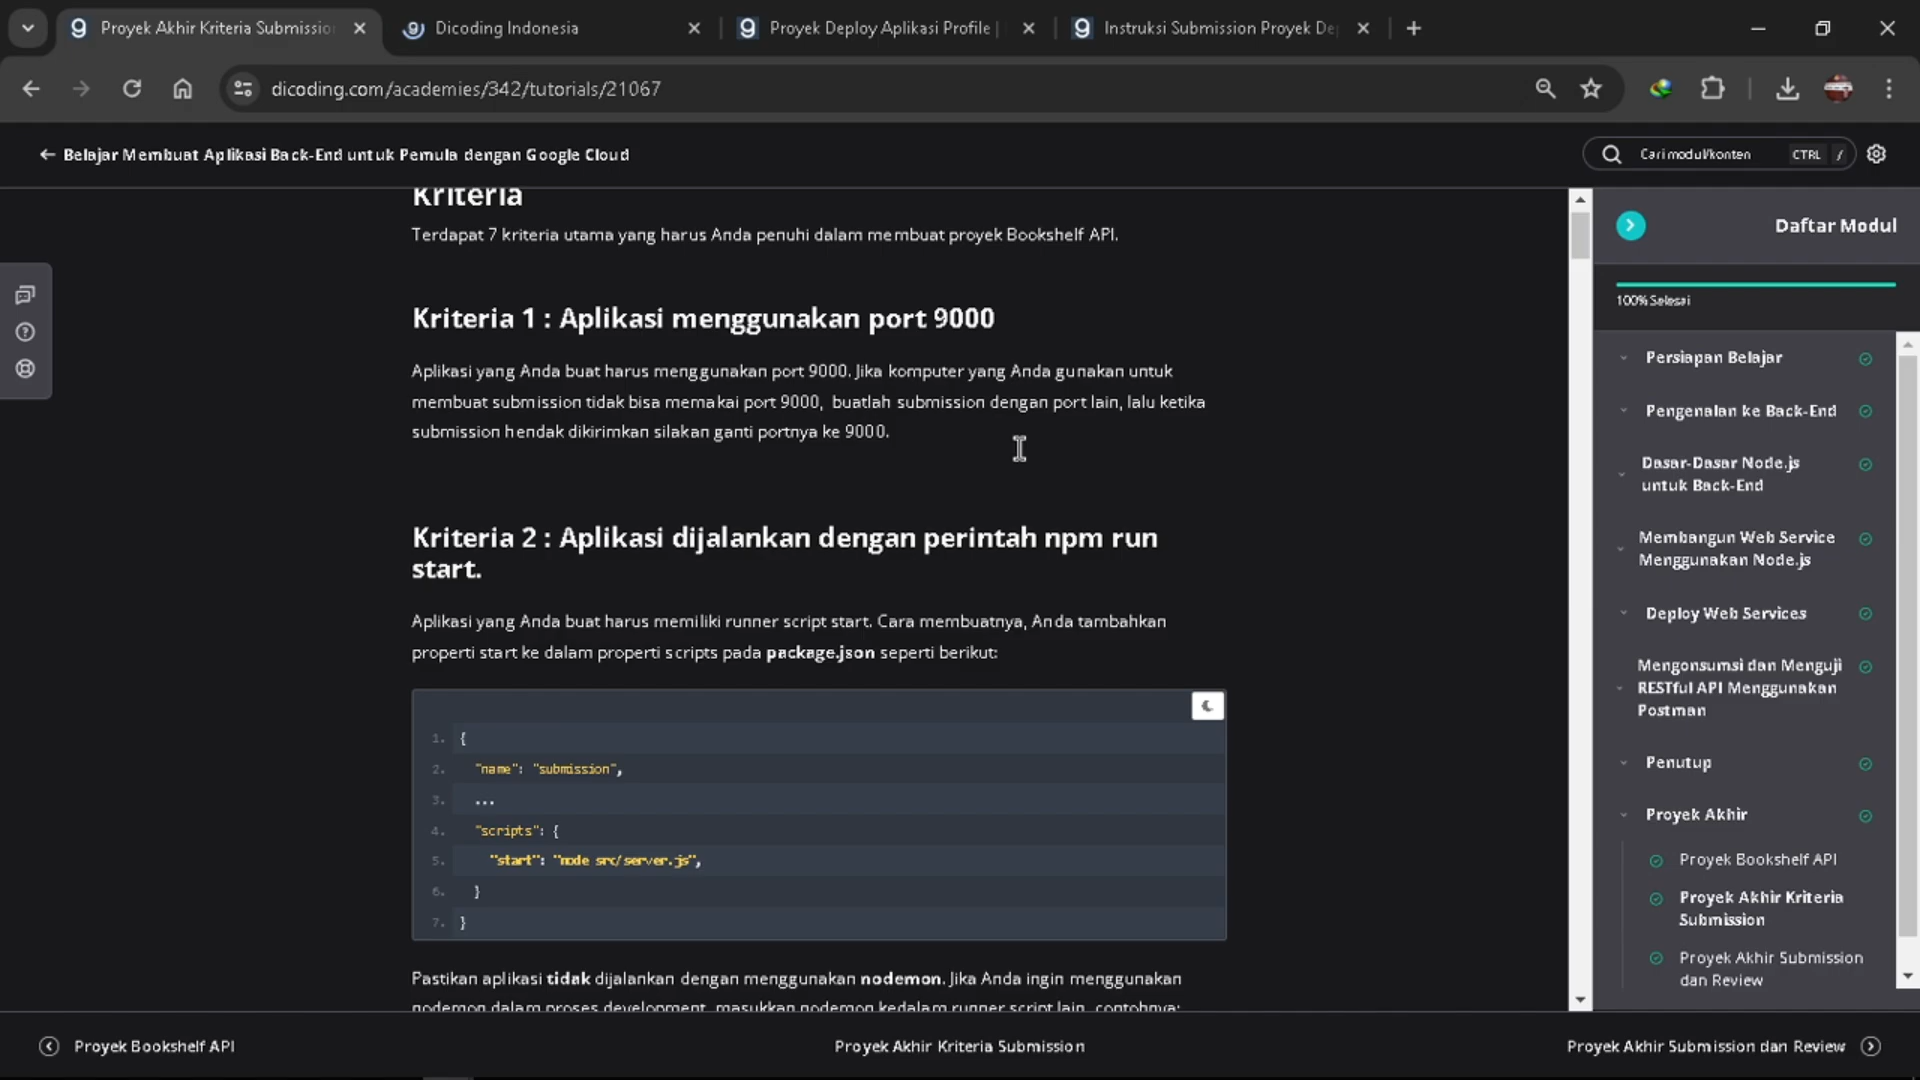 Proyek Akhir Kriteria Submissio
Dicoding Indonesia
Proyek Deploy Aplikasi Profile |
Instruksi Submission Proyek De
dicoding.com/academies/342/tutorials/21067
Belajar Membuat Aplikasi Back-End untuk Pemula dengan Google Cloud
Cari modul/konten
CTRL /
Kriteria
Terdapat 7 kriteria utama yang harus Anda penuhi dalam membuat proyek Bookshelf API.
Kriteria 1 : Aplikasi menggunakan port 9000
Aplikasi yang Anda buat harus menggunakan port 9000. Jika komputer yang Anda gunakan untuk
membuat submission tidak bisa memakai port 9000,  buatlah submission dengan port lain, lalu ketika
submission hendak dikirimkan silakan ganti portnya ke 9000.
Kriteria 2 : Aplikasi dijalankan dengan perintah npm run
start.
Aplikasi yang Anda buat harus memiliki runner script start. Cara membuatnya, Anda tambahkan
properti start ke dalam properti scripts pada package.json seperti berikut:
1. {
2. "name": "submission",
3. ...
4. "scripts": {
5. "start": "node src/server.js",
6. }
7. }
Pastikan aplikasi tidak dijalankan dengan menggunakan nodemon. Jika Anda ingin menggunakan
nodemon dalam proses development, masukkan nodemon kedalam runner script lain, contohnya:
Daftar Modul
100% Selesai
Persiapan Belajar
Pengenalan ke Back-End
Dasar-Dasar Node.js
untuk Back-End
Membangun Web Service
Menggunakan Node.js
Deploy Web Services
Mengonsumsi dan Menguji
RESTful API Menggunakan
Postman
Penutup
Proyek Akhir
Proyek Bookshelf API
Proyek Akhir Kriteria
Submission
Proyek Akhir Submission
dan Review
Proyek Bookshelf API
Proyek Akhir Kriteria Submission
Proyek Akhir Submission dan Review